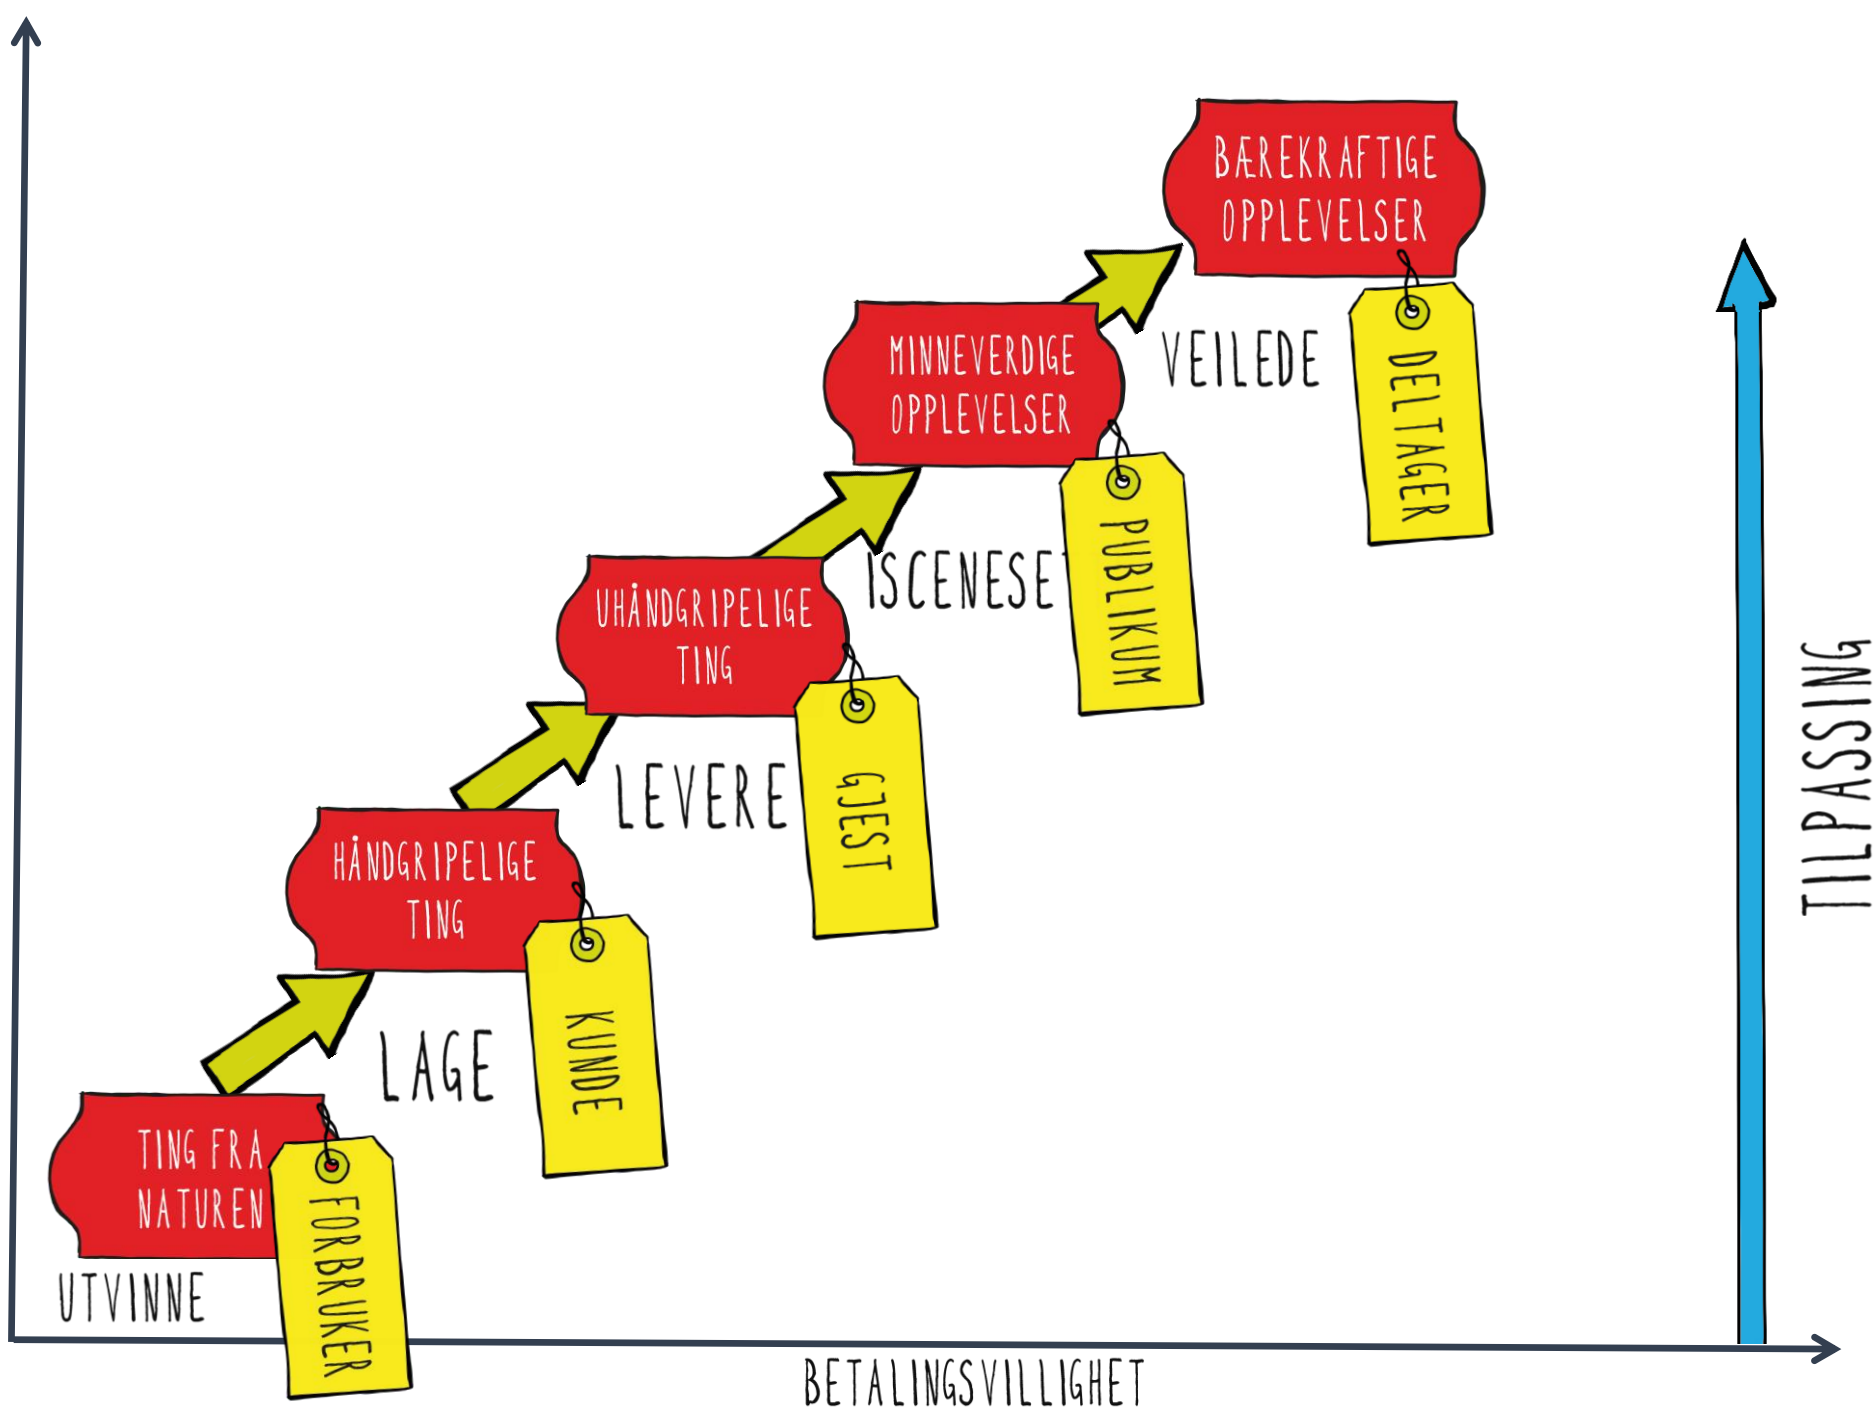 BÆREKRAFTIGE
OPPLEVELSER
VEILEDE
DELTAGER
MINNEVERDIGE
OPPLEVELSER
ISCENESE
PUBLIKUM
UHÅNDGRIPELIGE
TING
LEVERE
GJEST
HÅNDGRIPELIGE
TING
LAGE
KUNDE
TING FRA
NATUREN
UTVINNE
FORBRUKER
BETALINGSVILLIGHET
TILPASSING